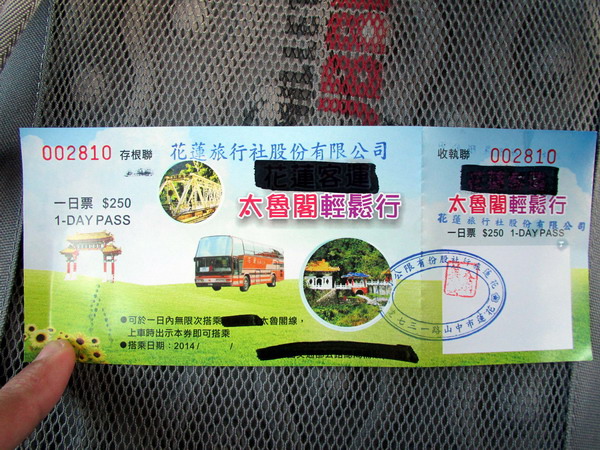 002810 存根聯
花蓮旅行社股份有限公司
花蓮客運
一日票 $250
1-DAY PASS
太魯閣輕鬆行
●可於一日內無限次搭乘 太魯閣線，
上車時出示本券即可搭乘
●搭乘日期：2014/ /
收執聯 002810
太魯閣輕鬆行
花蓮旅行社股份有限公司
一日票 $250 1-DAY PASS